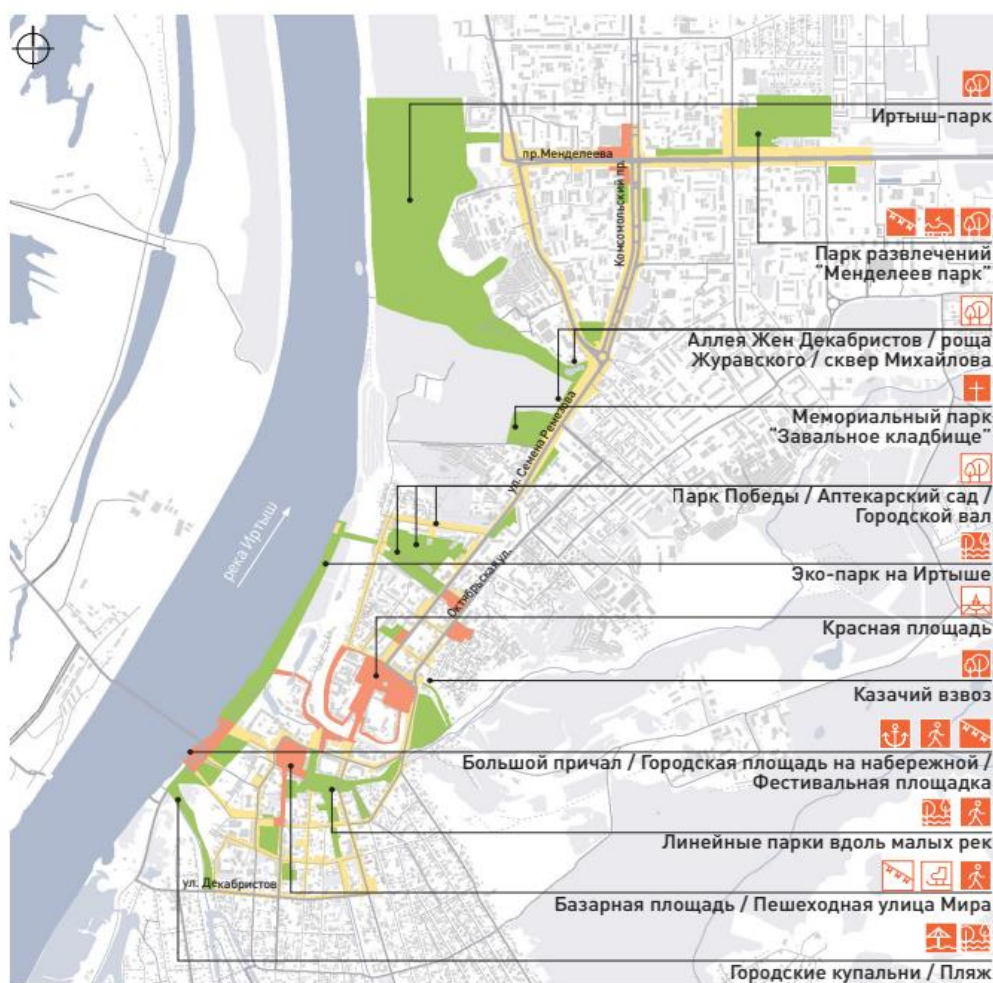 Иртыш-парк
пр.Менделеева
Комсомольский пр.
Парк развлечений
"Менделеев парк"
Аллея Жен Декабристов / роща
Журавского / сквер Михайлова
Мемориальный парк
"Завальное кладбище"
ул. Семена Ремезова
Парк Победы / Аптекарский сад /
Городской вал
река Иртыш
Октябрьская ул.
Эко-парк на Иртыше
Красная площадь
Казачий взвоз
Большой причал / Городская площадь на набережной /
Фестивальная площадка
Линейные парки вдоль малых рек
ул. Декабристов
Базарная площадь / Пешеходная улица Мира
Городские купальни / Пляж